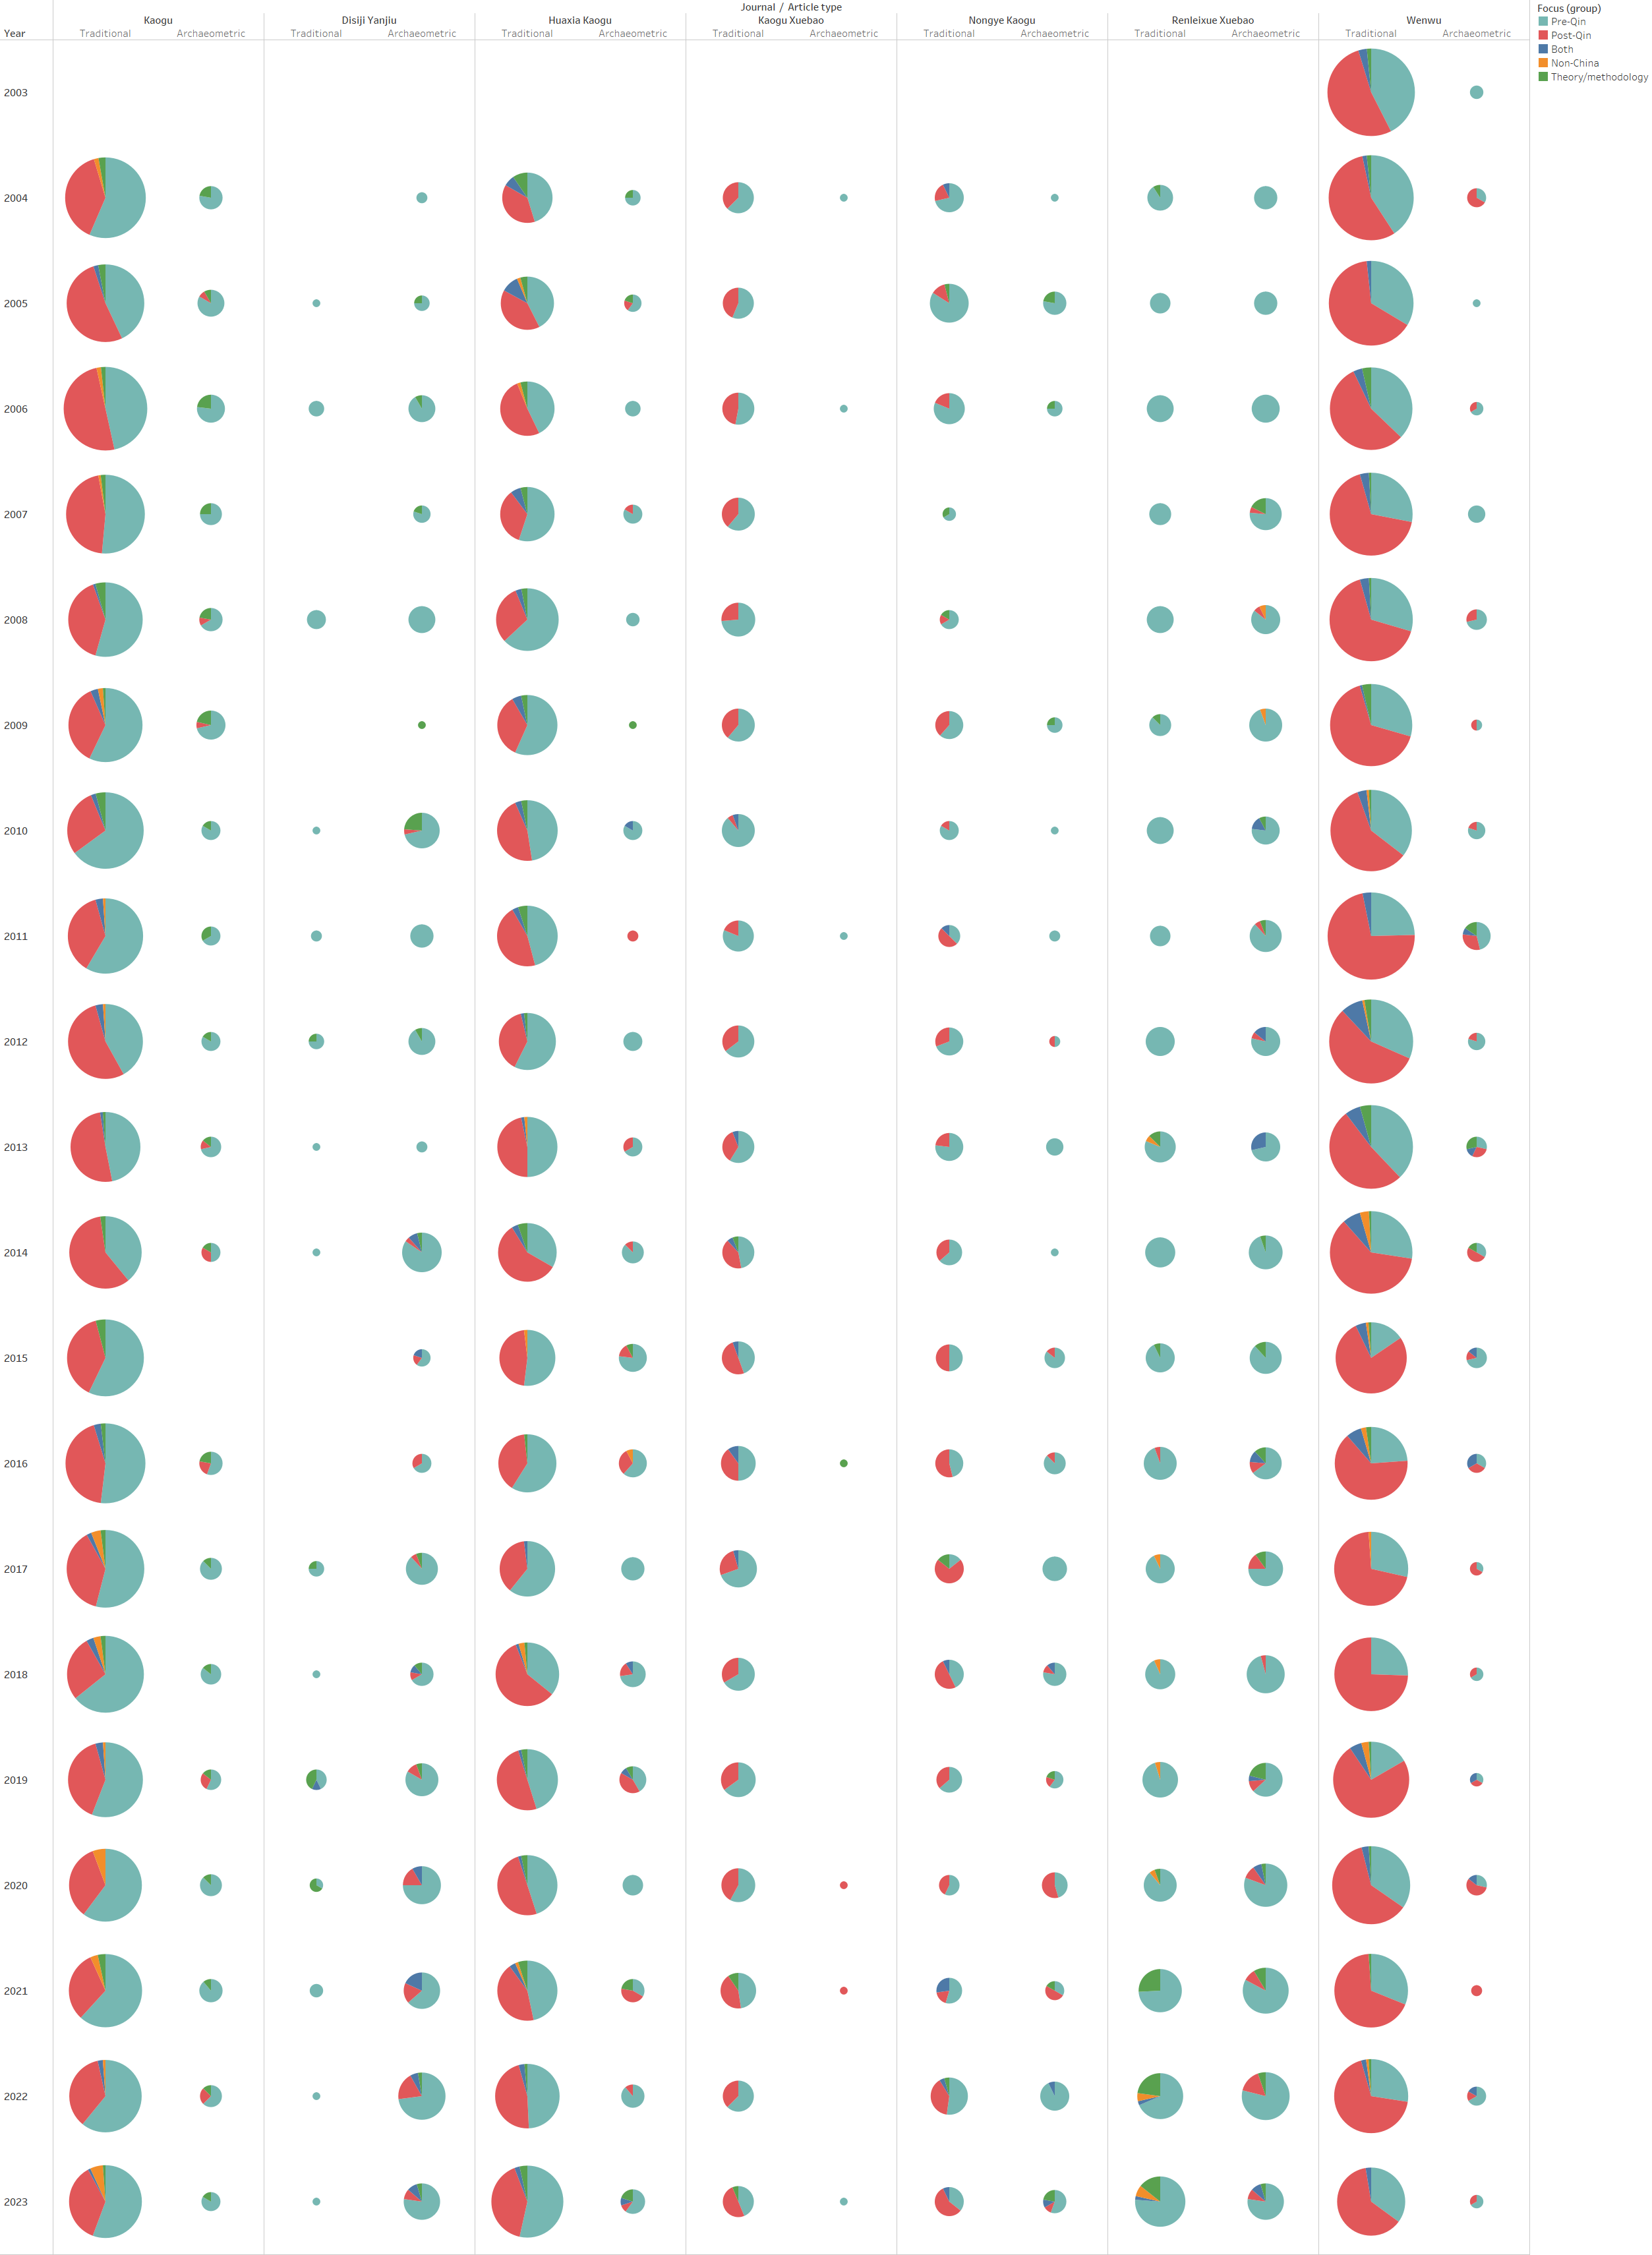 Journal / Article type
Kaogu Disiji Yanjiu Huaxia Kaogu Kaogu Xuebao Nongye Kaogu Renleixue Xuebao Wenwu
Year Traditional Archaeometric Traditional Archaeometric Traditional Archaeometric Traditional Archaeometric Traditional Archaeometric Traditional Archaeometric Traditional Archaeometric
Focus (group)
Pre-Qin
Post-Qin
Both
Non-China
Theory/methodology
2003
2004
2005
2006
2007
2008
2009
2010
2011
2012
2013
2014
2015
2016
2017
2018
2019
2020
2021
2022
2023